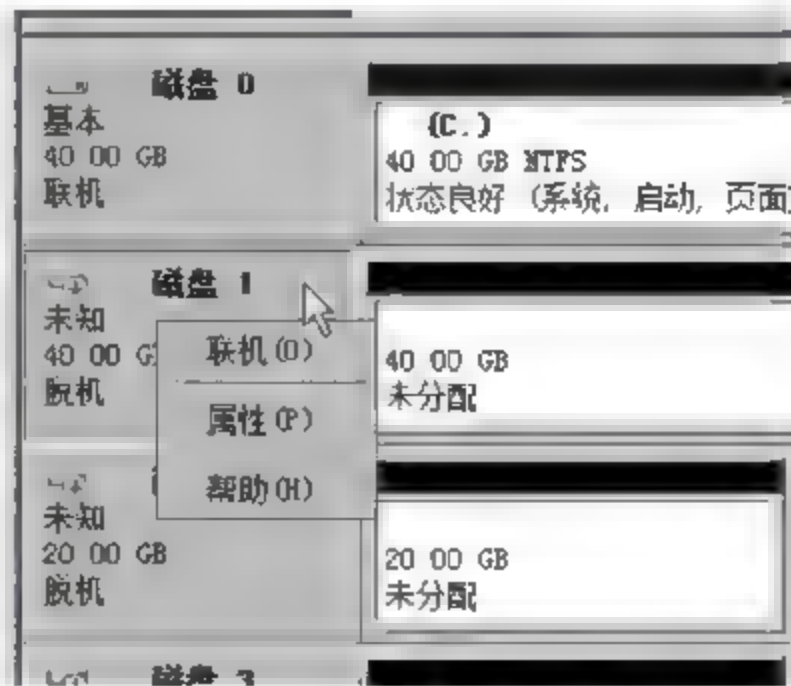 磁盘 0
基本
40 00 GB
联机
(C.)
40 00 GB NTFS
状态良好 (系统, 启动, 页面
磁盘 1
未知
40 00 G
脱机
40 00 GB
未分配
联机(O)
属性(P)
帮助(H)
未知
20 00 GB
脱机
20 00 GB
未分配
磁盘 3